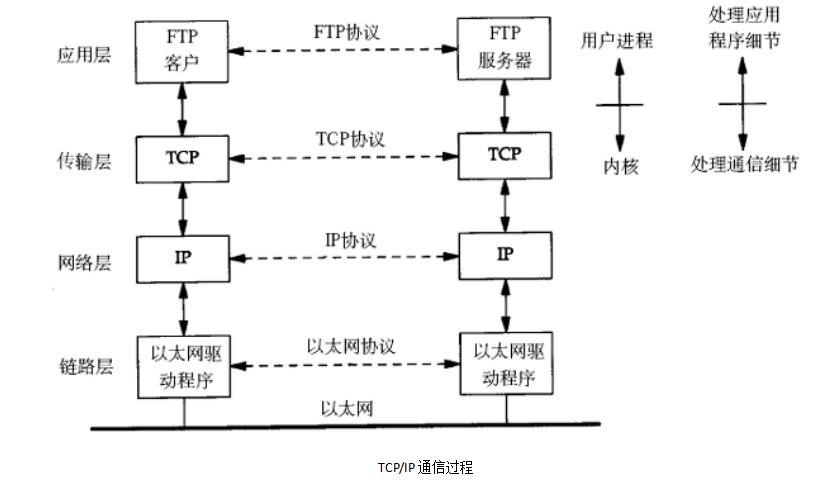 应用层
FTP
客户
FTP协议
FTP
服务器
用户进程
处理应用
程序细节
传输层
TCP
TCP协议
TCP
内核
处理通信细节
网络层
IP
IP协议
IP
链路层
以太网驱
动程序
以太网协议
以太网驱
动程序
以太网
TCP/IP 通信过程